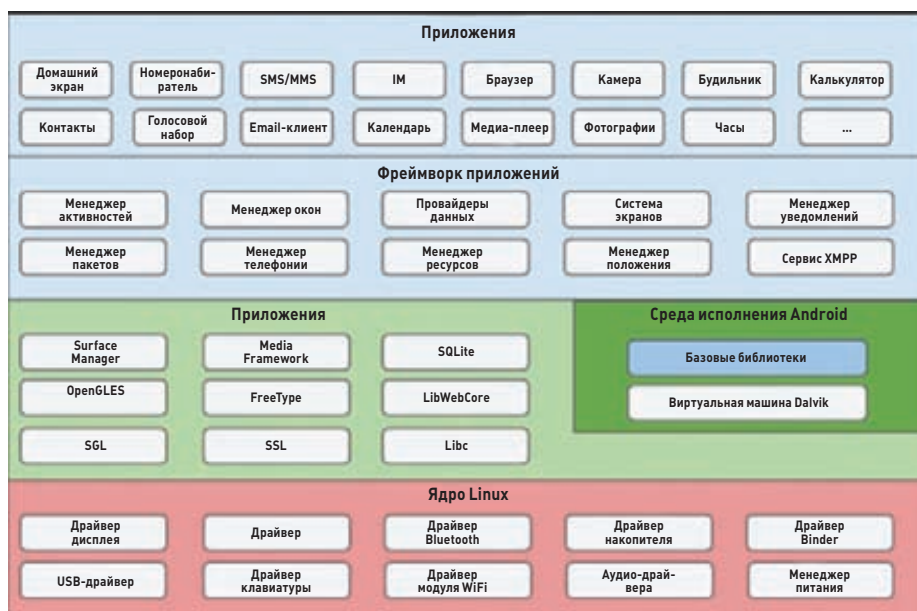 Приложения
Домашний
экран
Номеронаби-
ратель
SMS/MMS
IM
Браузер
Камера
Будильник
Калькулятор
Контакты
Голосовой
набор
Email-клиент
Календарь
Медиа-плеер
Фотографии
Часы
...
Фреймворк приложений
Менеджер
активностей
Менеджер окон
Провайдеры
данных
Система
экранов
Менеджер
уведомлений
Менеджер
пакетов
Менеджер
телефонии
Менеджер
ресурсов
Менеджер
положения
Сервис XMPP
Приложения
Surface
Manager
Media
Framework
SQLite
OpenGLES
FreeType
LibWebCore
SGL
SSL
Libc
Среда исполнения Android
Базовые библиотеки
Виртуальная машина Dalvik
Ядро Linux
Драйвер
дисплея
Драйвер
Драйвер
Bluetooth
Драйвер
накопителя
Драйвер
Binder
USB-драйвер
Драйвер
клавиатуры
Драйвер
модуля WiFi
Аудио-драй-
вера
Менеджер
питания